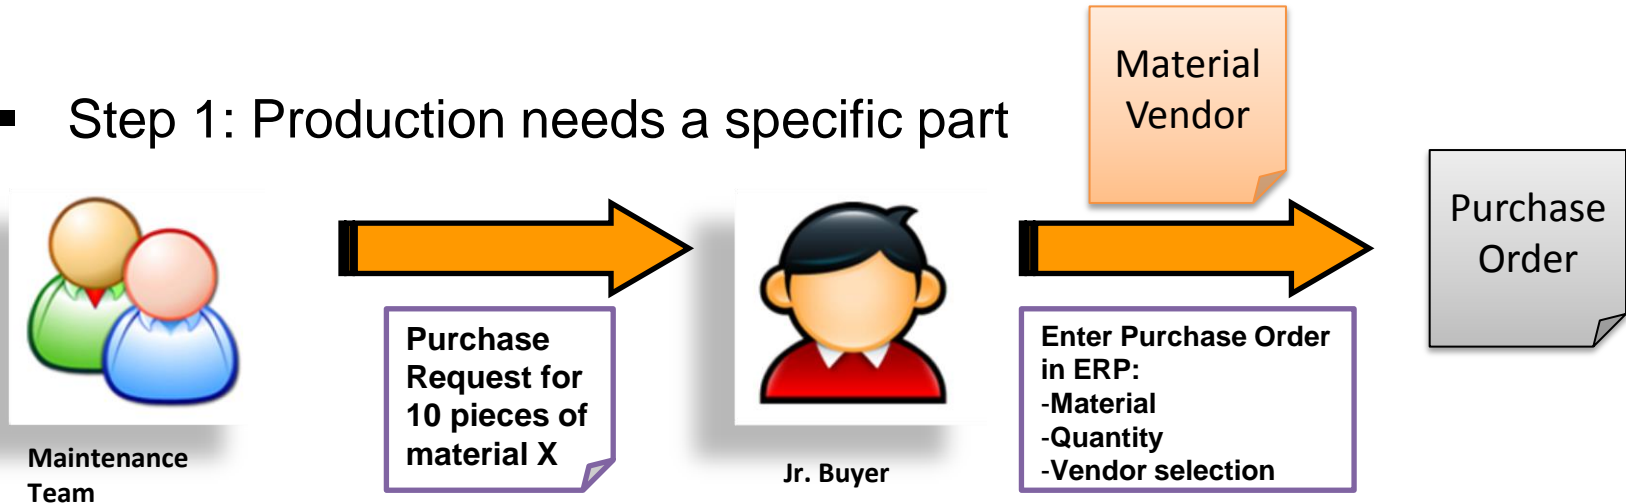 ▪ Step 1: Production needs a specific part
Material
Vendor
Purchase
Order
Maintenance
Team
Purchase
Request for
10 pieces of
material X
Jr. Buyer
Enter Purchase Order
in ERP:
-Material
-Quantity
-Vendor selection